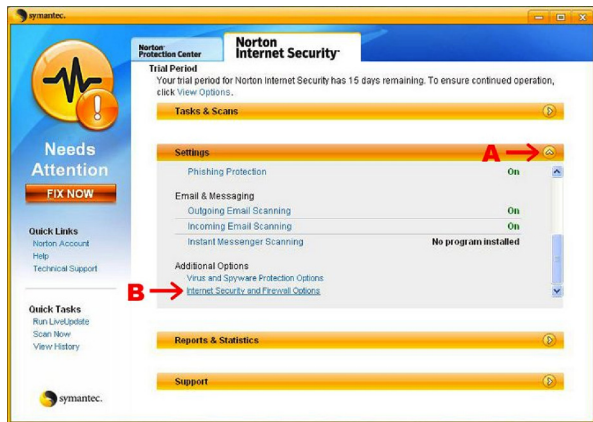 symantec.
Norton
Protection Center
Norton
Internet Security
Trial Period
Your trial period for Norton Internet Security has 15 days remaining. To ensure continued operation,
click View Options.
Tasks & Scans
Needs
Attention
FIX NOW
Settings
A
Phishing Protection On
Email & Messaging
Outgoing Email Scanning On
Incoming Email Scanning On
Instant Messenger Scanning No program installed
Additional Options
Virus and Spyware Protection Options
B
Internet Security and Firewall Options
Quick Links
Norton Account
Help
Technical Support
Quick Tasks
Run LiveUpdate
Scan Now
View History
Reports & Statistics
Support
symantec.